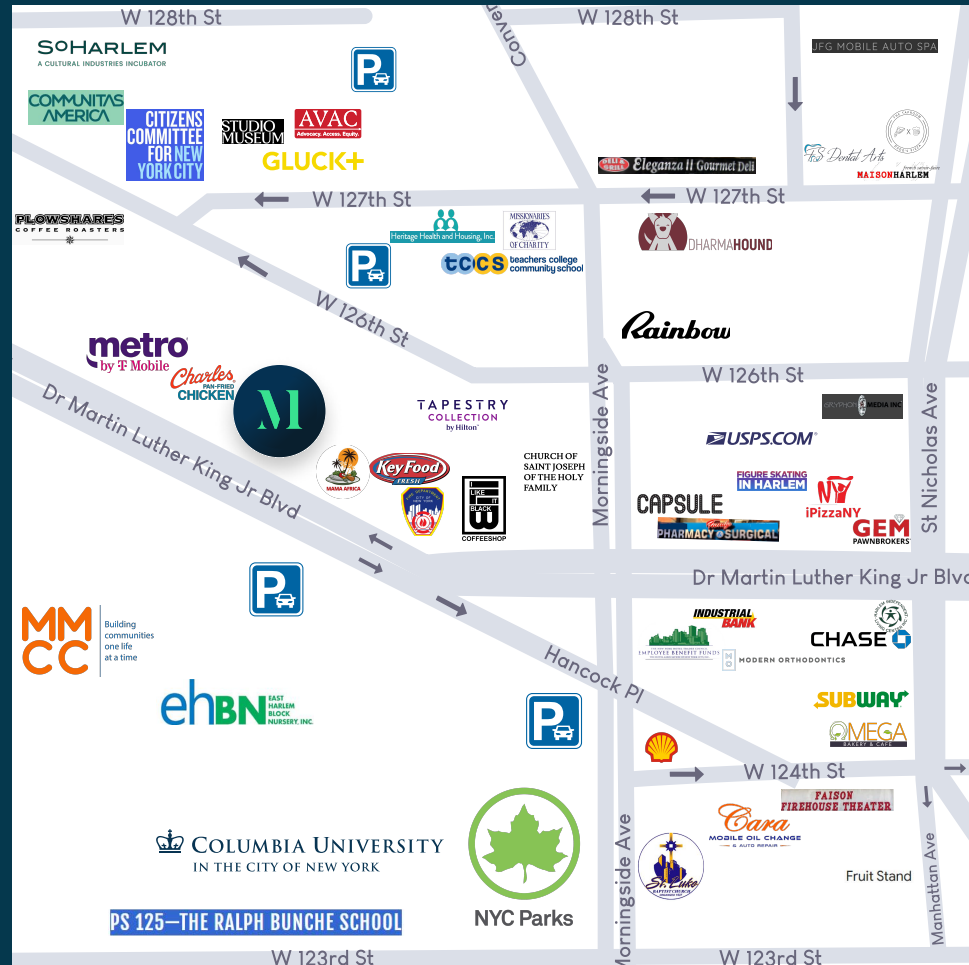 W 128th St
W 128th St
Conven
SOHARLEM
A CULTURAL INDUSTRIES INCUBATOR
JFG MOBILE AUTO SPA
P
COMMUNITAS
AMERICA
CITIZENS
COMMITTEE
FOR NEW
YORK CITY
STUDIO
MUSEUM
AVAC
Advocacy. Access. Equity.
GLUCK+
DELI &
GRILL
Eleganza II Gourmet Deli
Dental Arts
MAISONHARLEM
W 127th St
W 127th St
PLOWSHARES
COFFEE ROASTERS
Heritage Health and Housing, Inc.
MISSIONARIES
OF CHARITY
DHARMAHOUND
P
tccs teachers college
community school
W 126th St
Rainbow
metro
by T Mobile
Charles
PAN-FRIED
CHICKEN
M
W 126th St
TAPESTRY
COLLECTION
by Hilton
GRYPHON MEDIA INC
Dr Martin Luther King Jr Blvd
Morningside Ave
St Nicholas Ave
USPS.COM®
MAMA AFRICA
KeyFood
FRESH
CHURCH OF
SAINT JOSEPH
OF THE HOLY
FAMILY
FIGURE SKATING
IN HARLEM
NY
iPizzaNY
CAPSULE
I
LIKE
IT
BLACK
COFFEESHOP
PHARMACY SURGICAL
GEM
PAWNBROKERS
Dr Martin Luther King Jr Blvd
P
MM
CC
Building
communities
one life
at a time
INDUSTRIAL
BANK
EMPLOYEE BENEFIT FUNDS
CHASE
MO
MODERN ORTHODONTICS
Hancock Pl
ehBN EAST
HARLEM
BLOCK
NURSERY, INC.
P
SUBWAY
OMEGA
BAKERY & CAFE
W 124th St
FAISON
FIREHOUSE THEATER
Cara
MOBILE OIL CHANGE
& AUTO REPAIR
COLUMBIA UNIVERSITY
IN THE CITY OF NEW YORK
Morningside Ave
St. Luke
BAPTIST CHURCH
Fruit Stand
Manhattan Ave
PS 125—THE RALPH BUNCHE SCHOOL
NYC Parks
W 123rd St
W 123rd St